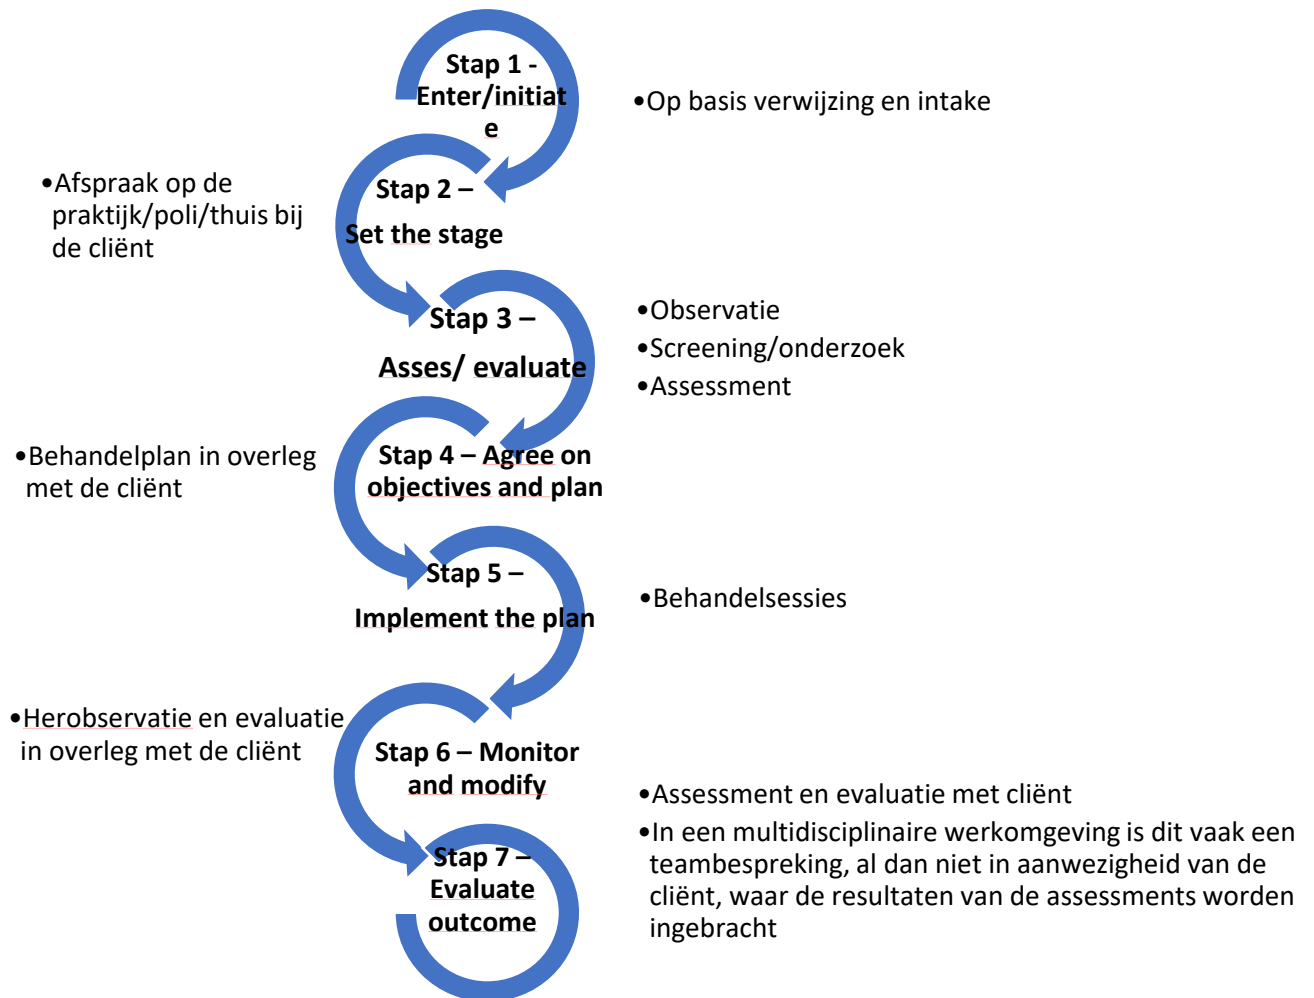 Stap 1 -
Enter/initiat
e
•Op basis verwijzing en intake
•Afspraak op de
praktijk/poli/thuis bij
de cliënt
Stap 2 –
Set the stage
Stap 3 –
Asses/ evaluate
•Observatie
•Screening/onderzoek
•Assessment
•Behandelplan in overleg
met de cliënt
Stap 4 – Agree on
objectives and plan
Stap 5 –
Implement the plan
•Behandelsessies
•Herobservatie en evaluatie
in overleg met de cliënt
Stap 6 – Monitor
and modify
Stap 7 –
Evaluate
outcome
•Assessment en evaluatie met cliënt
•In een multidisciplinaire werkomgeving is dit vaak een
teambespreking, al dan niet in aanwezigheid van de
cliënt, waar de resultaten van de assessments worden
ingebracht